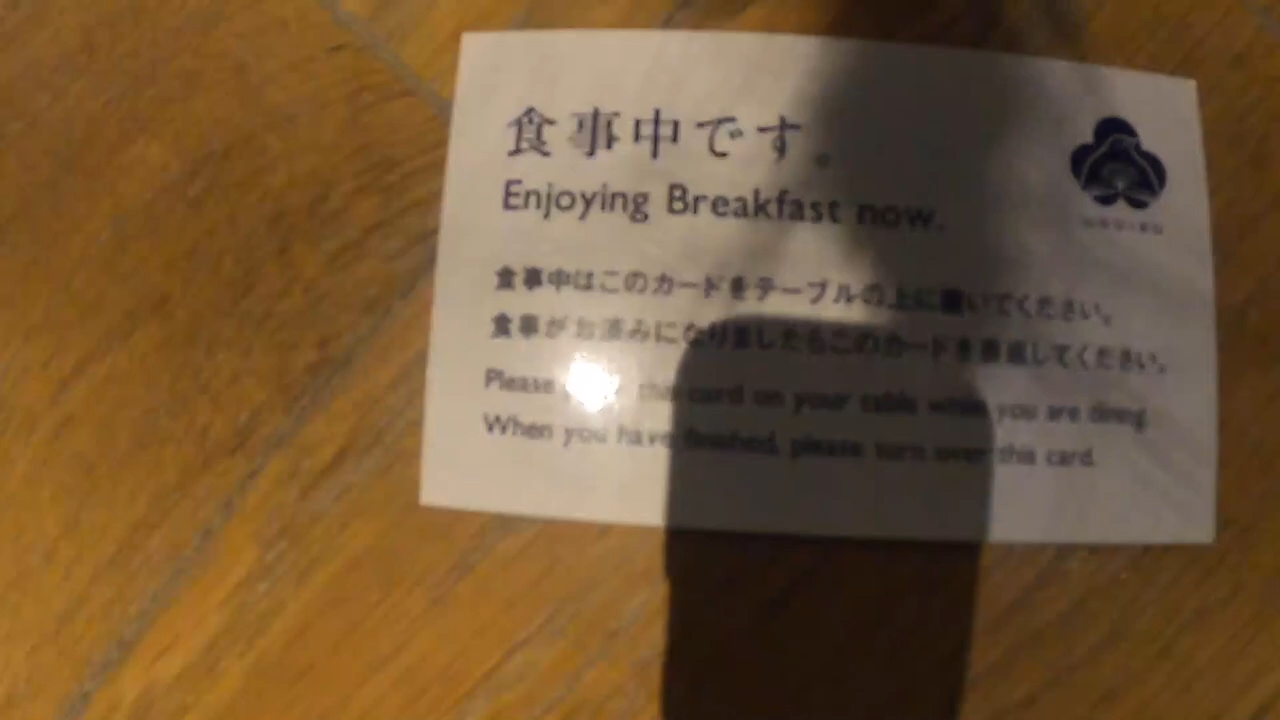 食事中です。
Enjoying Breakfast now.
食事中はこのカードをテーブルの上に置いてください。
食事がお済みになりましたらこのカードを裏返してください。
Please this card on your table while you are dining.
When you have finished, please turn over this card.